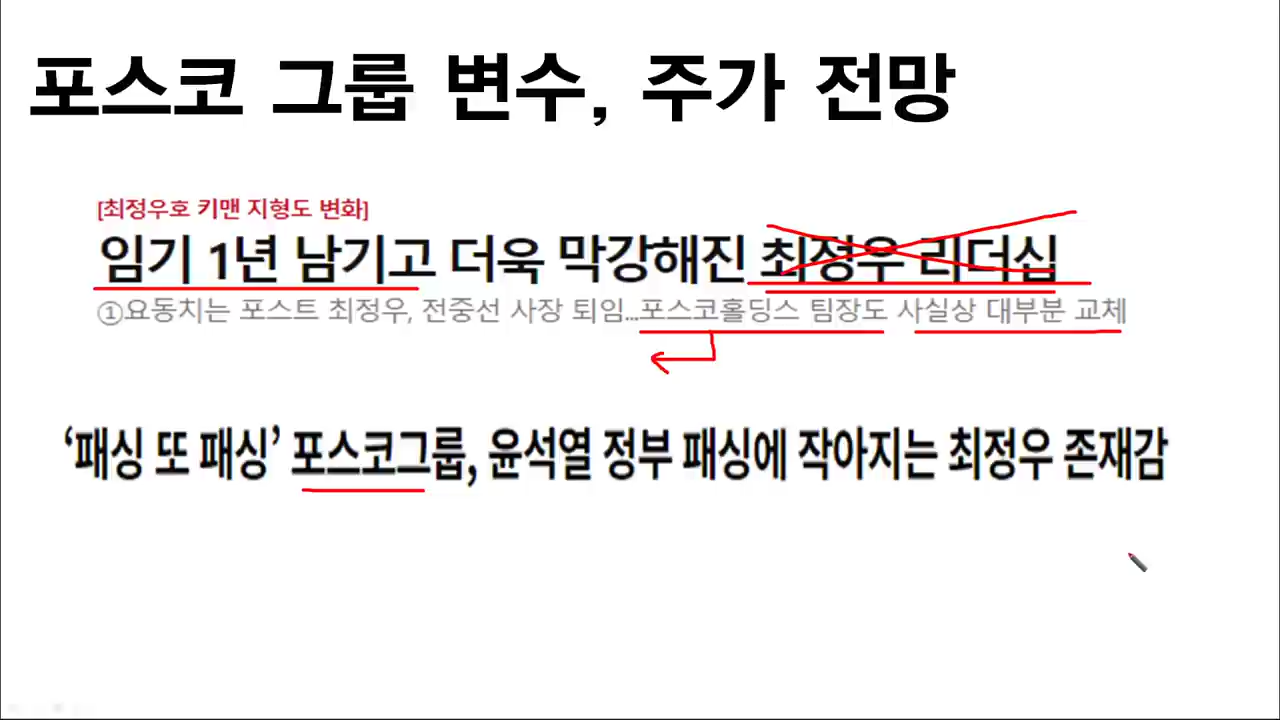 포스코 그룹 변수, 주가 전망
[최정우호 키맨 지형도 변화]
임기 1년 남기고 더욱 막강해진 최정우 리더십
①요동치는 포스트 최정우, 전중선 사장 퇴임...포스코홀딩스 팀장도 사실상 대부분 교체
‘패싱 또 패싱’ 포스코그룹, 윤석열 정부 패싱에 작아지는 최정우 존재감